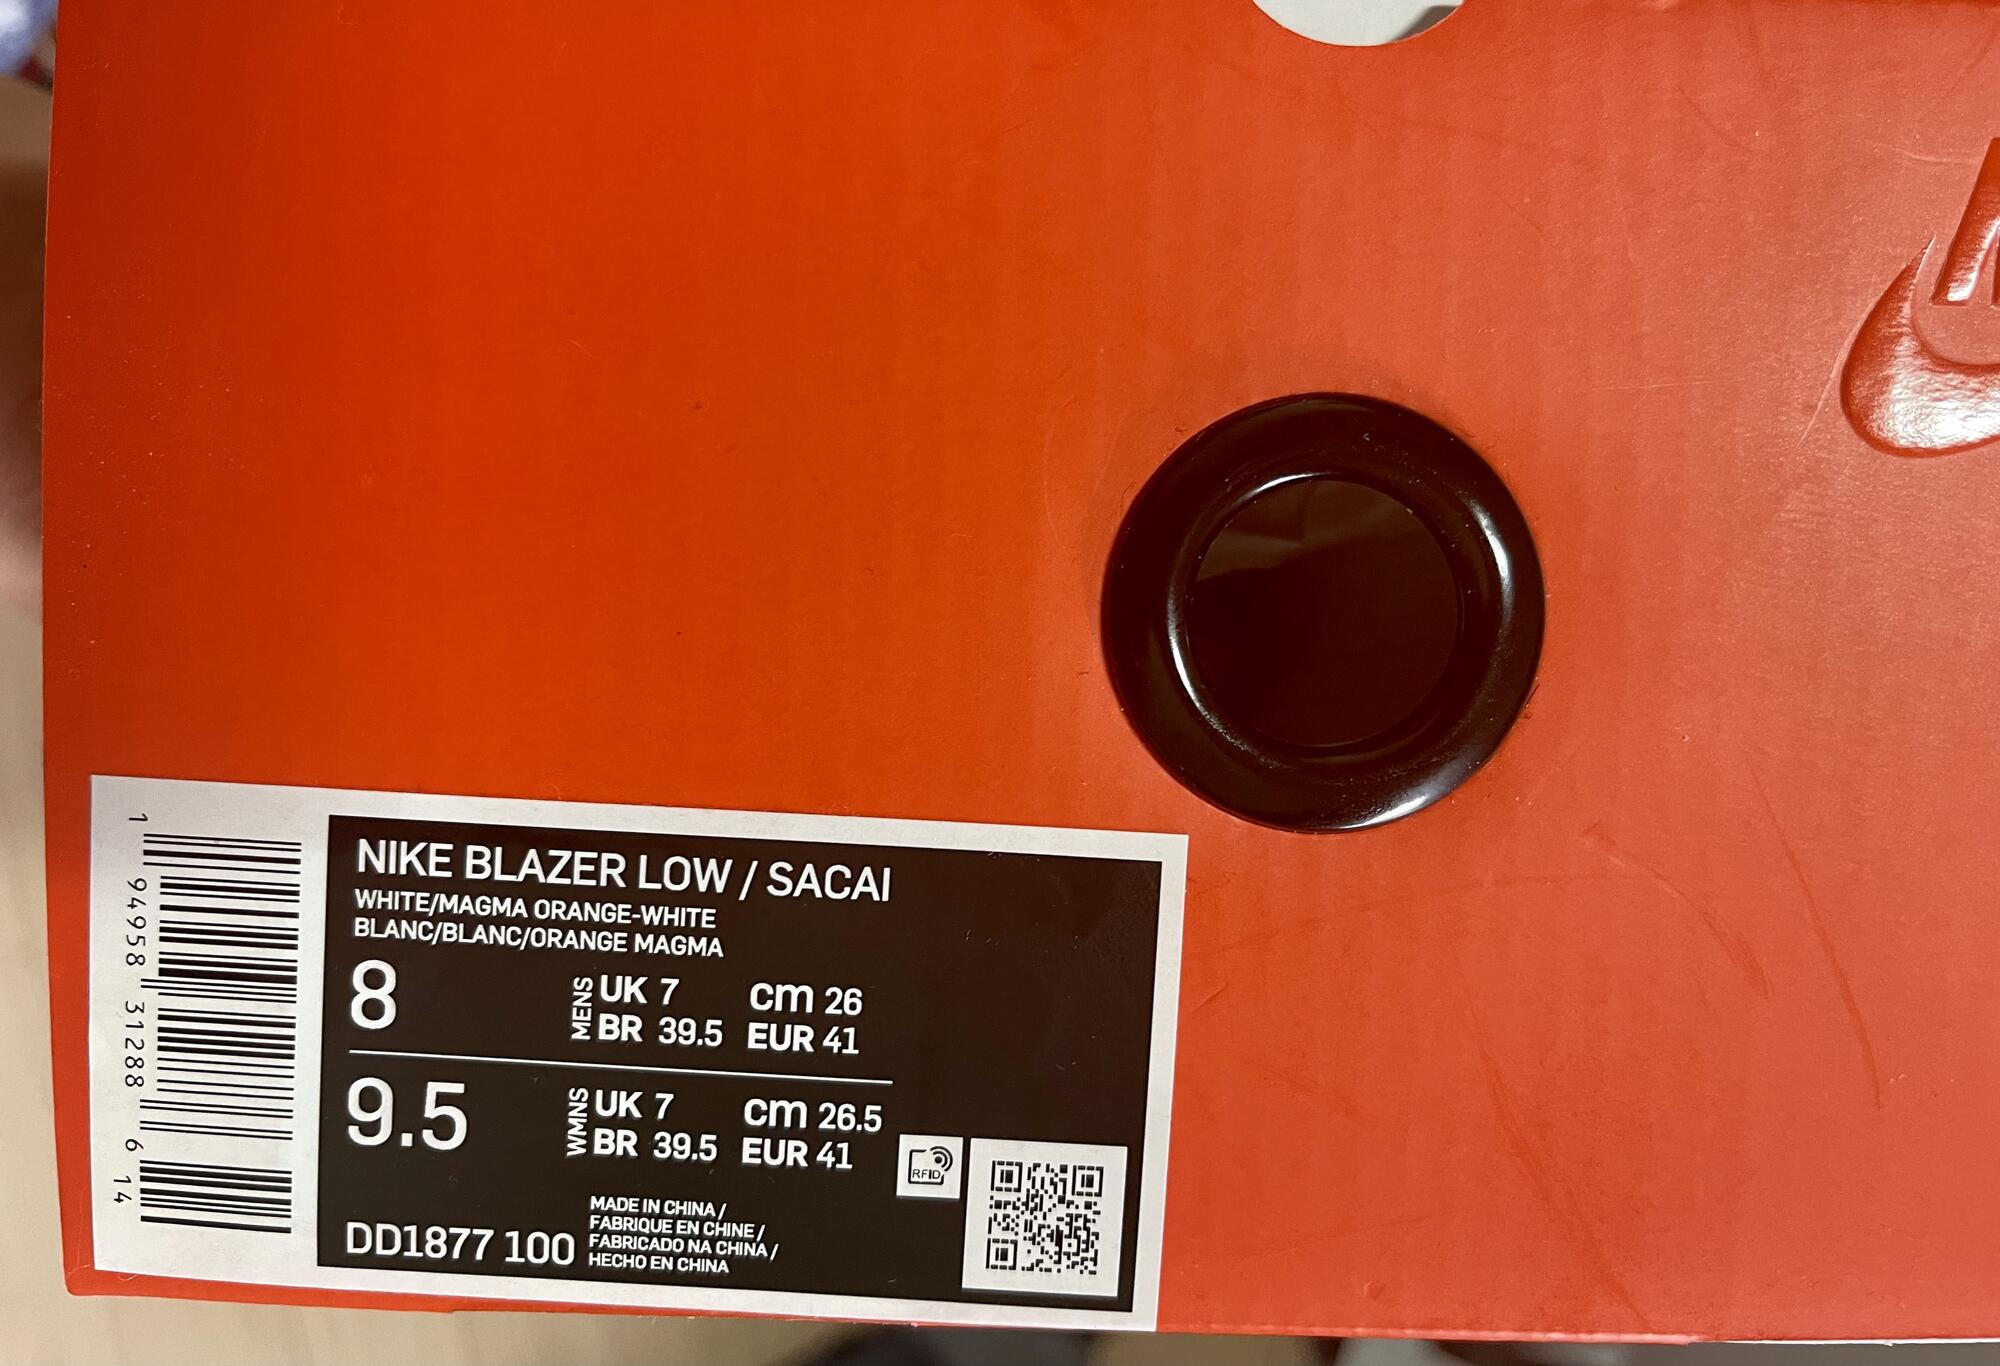 NIKE BLAZER LOW / SACAI
WHITE/MAGMA ORANGE-WHITE
BLANC/BLANC/ORANGE MAGMA
8
MENS
UK 7 cm 26
BR 39.5 EUR 41
9.5
WMNS
UK 7 cm 26.5
BR 39.5 EUR 41
RFID
DD1877 100
MADE IN CHINA /
FABRIQUE EN CHINE /
FABRICADO NA CHINA /
HECHO EN CHINA
1 94958 31288 6 14